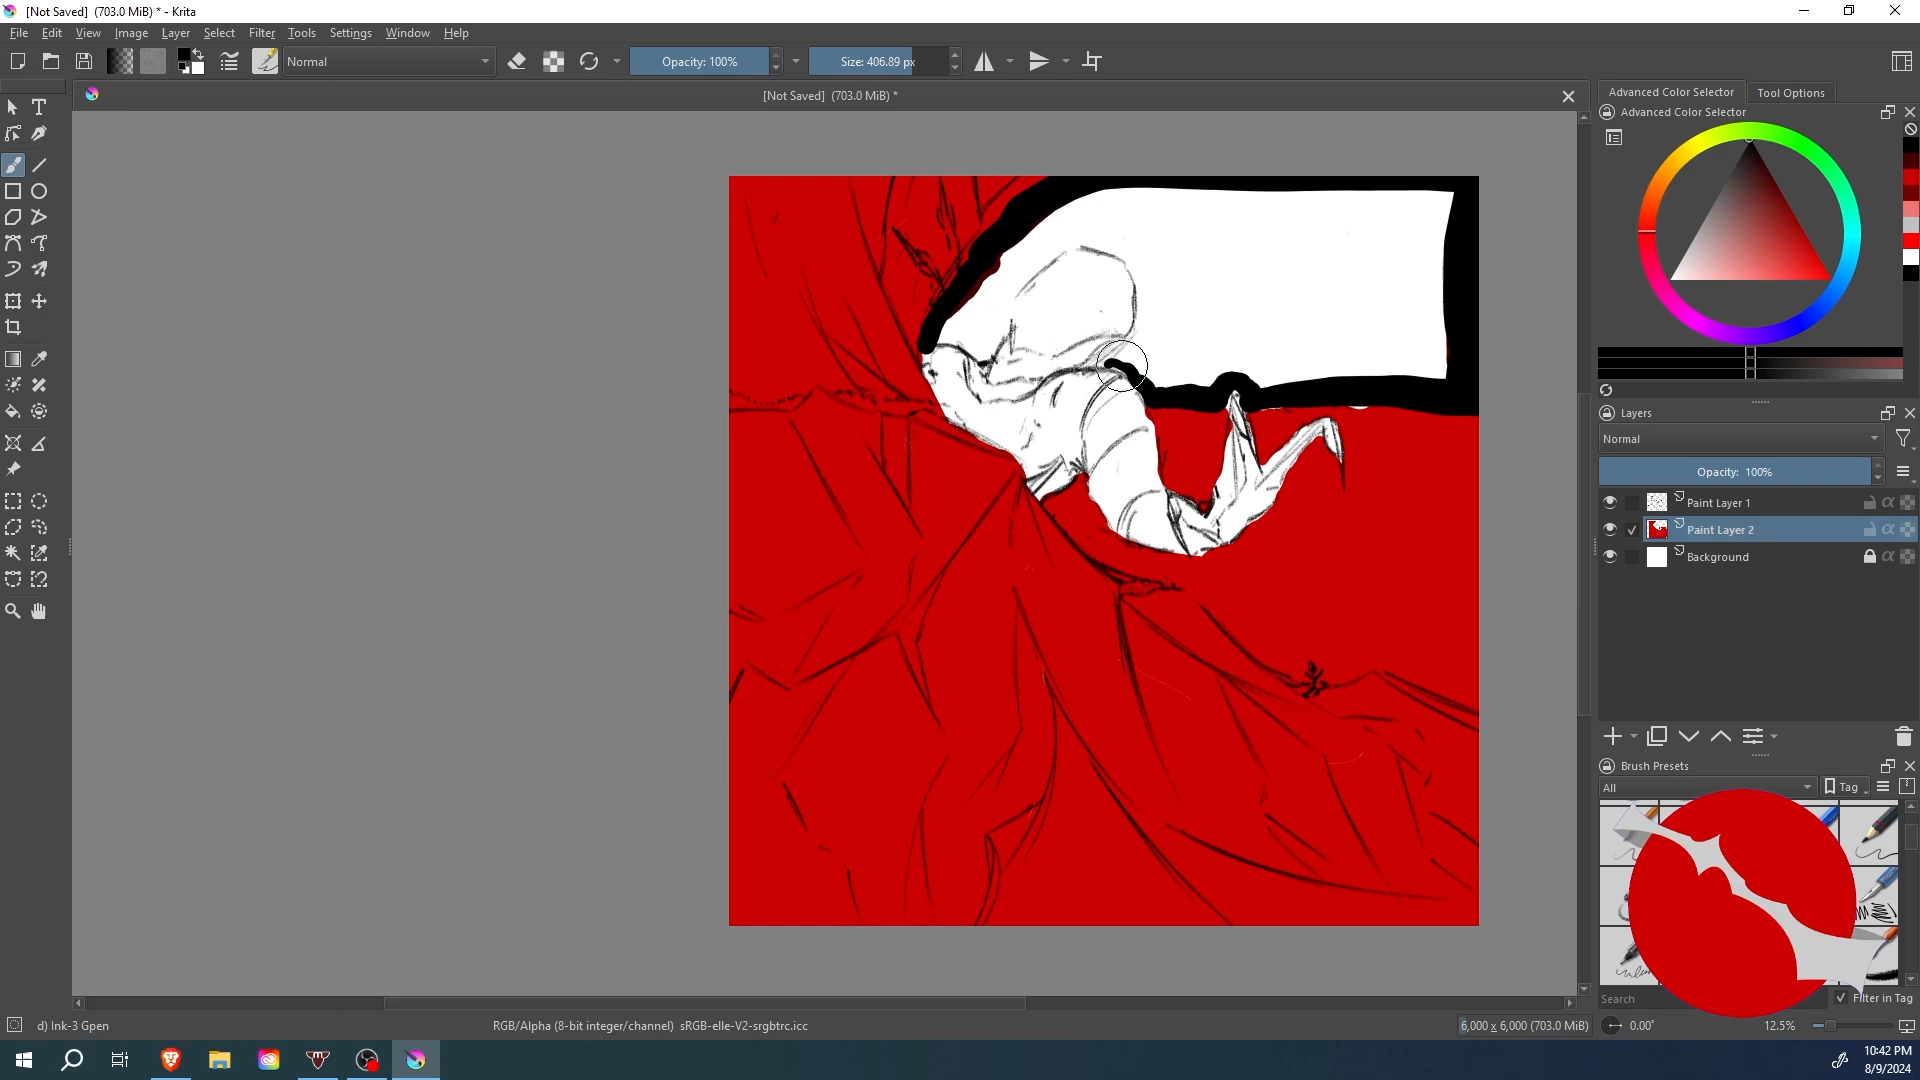 [Not Saved]  (703.0 MiB) * - Krita
File Edit View Image Layer Select Filter Tools Settings Window Help
Normal
Opacity: 100%
Size: 406.89 px
[Not Saved]  (703.0 MiB) *
Advanced Color Selector
Tool Options
Advanced Color Selector
Layers
Normal
Opacity:  100%
Paint Layer 1
Paint Layer 2
Background
Brush Presets
All
Tag
Search
Filter in Tag
d) Ink-3 Gpen
RGB/Alpha (8-bit integer/channel)  sRGB-elle-V2-srgbtrc.icc
6,000 x 6,000 (703.0 MiB)
0.00°
12.5%
10:42 PM
8/9/2024